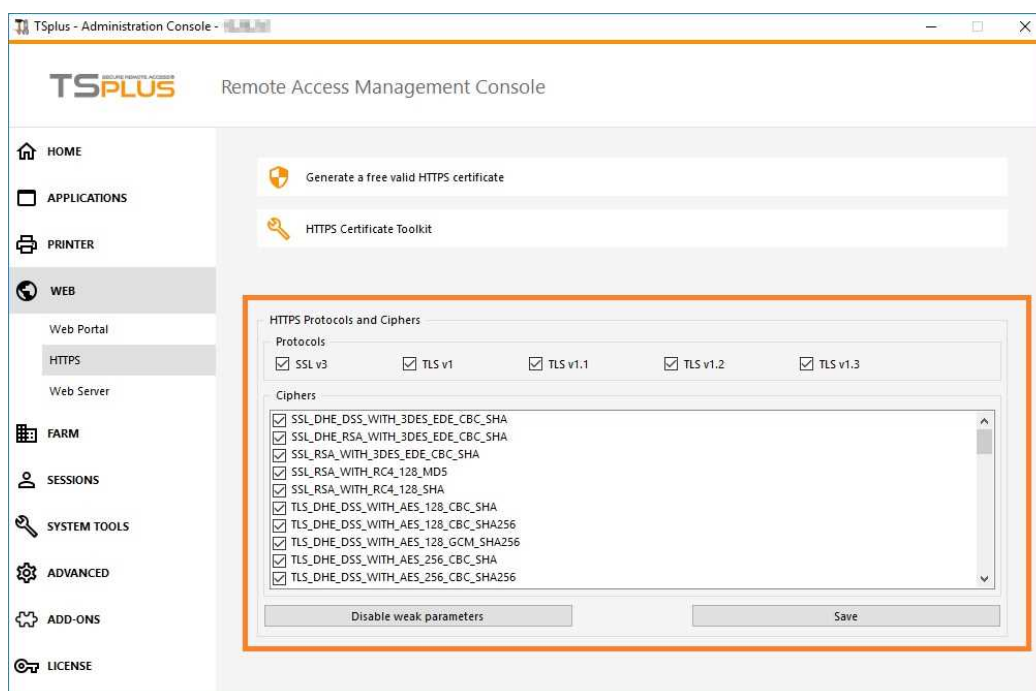 TSplus - Administration Console -
TSPLUS SECURE REMOTE ACCESS®
Remote Access Management Console
HOME
APPLICATIONS
PRINTER
WEB
Web Portal
HTTPS
Web Server
FARM
SESSIONS
SYSTEM TOOLS
ADVANCED
ADD-ONS
LICENSE
Generate a free valid HTTPS certificate
HTTPS Certificate Toolkit
HTTPS Protocols and Ciphers
Protocols
SSL v3 TLS v1 TLS v1.1 TLS v1.2 TLS v1.3
Ciphers
SSL_DHE_DSS_WITH_3DES_EDE_CBC_SHA
SSL_DHE_RSA_WITH_3DES_EDE_CBC_SHA
SSL_RSA_WITH_3DES_EDE_CBC_SHA
SSL_RSA_WITH_RC4_128_MD5
SSL_RSA_WITH_RC4_128_SHA
TLS_DHE_DSS_WITH_AES_128_CBC_SHA
TLS_DHE_DSS_WITH_AES_128_CBC_SHA256
TLS_DHE_DSS_WITH_AES_128_GCM_SHA256
TLS_DHE_DSS_WITH_AES_256_CBC_SHA
TLS_DHE_DSS_WITH_AES_256_CBC_SHA256
Disable weak parameters Save